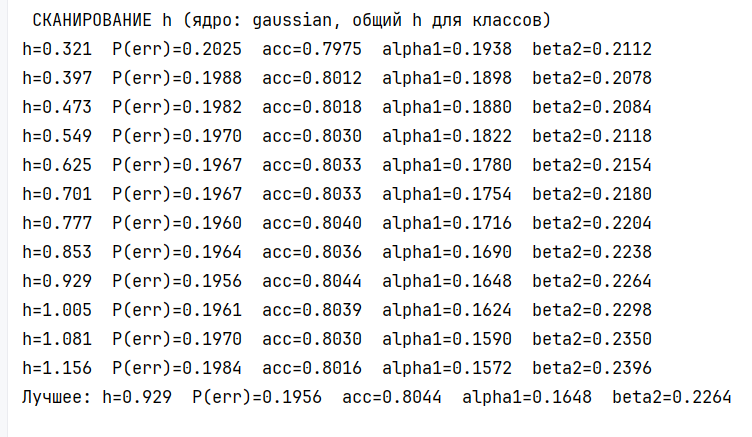 СКАНИРОВАНИЕ h (ядро: gaussian, общий h для классов)
h=0.321  P(err)=0.2025  acc=0.7975  alpha1=0.1938  beta2=0.2112
h=0.397  P(err)=0.1988  acc=0.8012  alpha1=0.1898  beta2=0.2078
h=0.473  P(err)=0.1982  acc=0.8018  alpha1=0.1880  beta2=0.2084
h=0.549  P(err)=0.1970  acc=0.8030  alpha1=0.1822  beta2=0.2118
h=0.625  P(err)=0.1967  acc=0.8033  alpha1=0.1780  beta2=0.2154
h=0.701  P(err)=0.1967  acc=0.8033  alpha1=0.1754  beta2=0.2180
h=0.777  P(err)=0.1960  acc=0.8040  alpha1=0.1716  beta2=0.2204
h=0.853  P(err)=0.1964  acc=0.8036  alpha1=0.1690  beta2=0.2238
h=0.929  P(err)=0.1956  acc=0.8044  alpha1=0.1648  beta2=0.2264
h=1.005  P(err)=0.1961  acc=0.8039  alpha1=0.1624  beta2=0.2298
h=1.081  P(err)=0.1970  acc=0.8030  alpha1=0.1590  beta2=0.2350
h=1.156  P(err)=0.1984  acc=0.8016  alpha1=0.1572  beta2=0.2396
Лучшее: h=0.929  P(err)=0.1956  acc=0.8044  alpha1=0.1648  beta2=0.2264